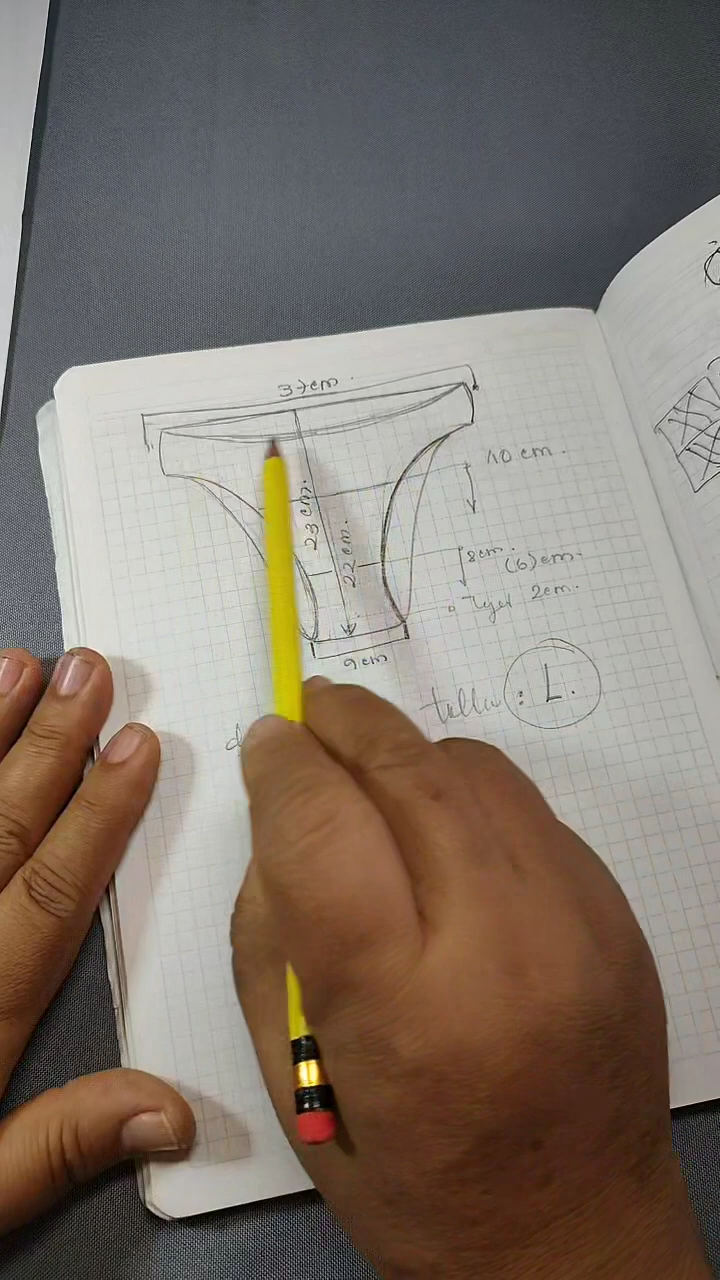 37cm.
10 cm.
23 cm.
22 cm.
8cm.
(6)cm.
2cm.
9cm
talla: L.